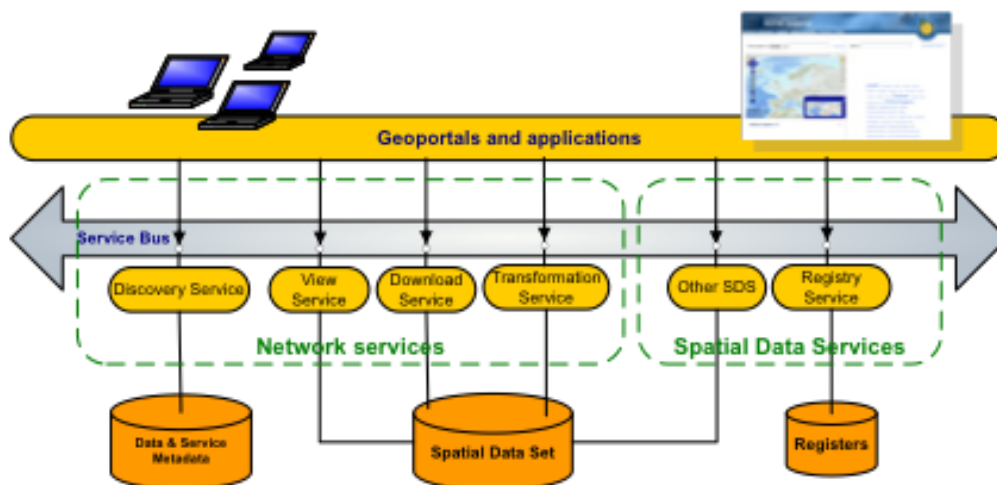 Geoportals and applications
Service Bus
Discovery Service
View
Service
Download
Service
Transformation
Service
Other SDS
Registry
Service
Network services
Spatial Data Services
Data & Service
Metadata
Spatial Data Set
Registers